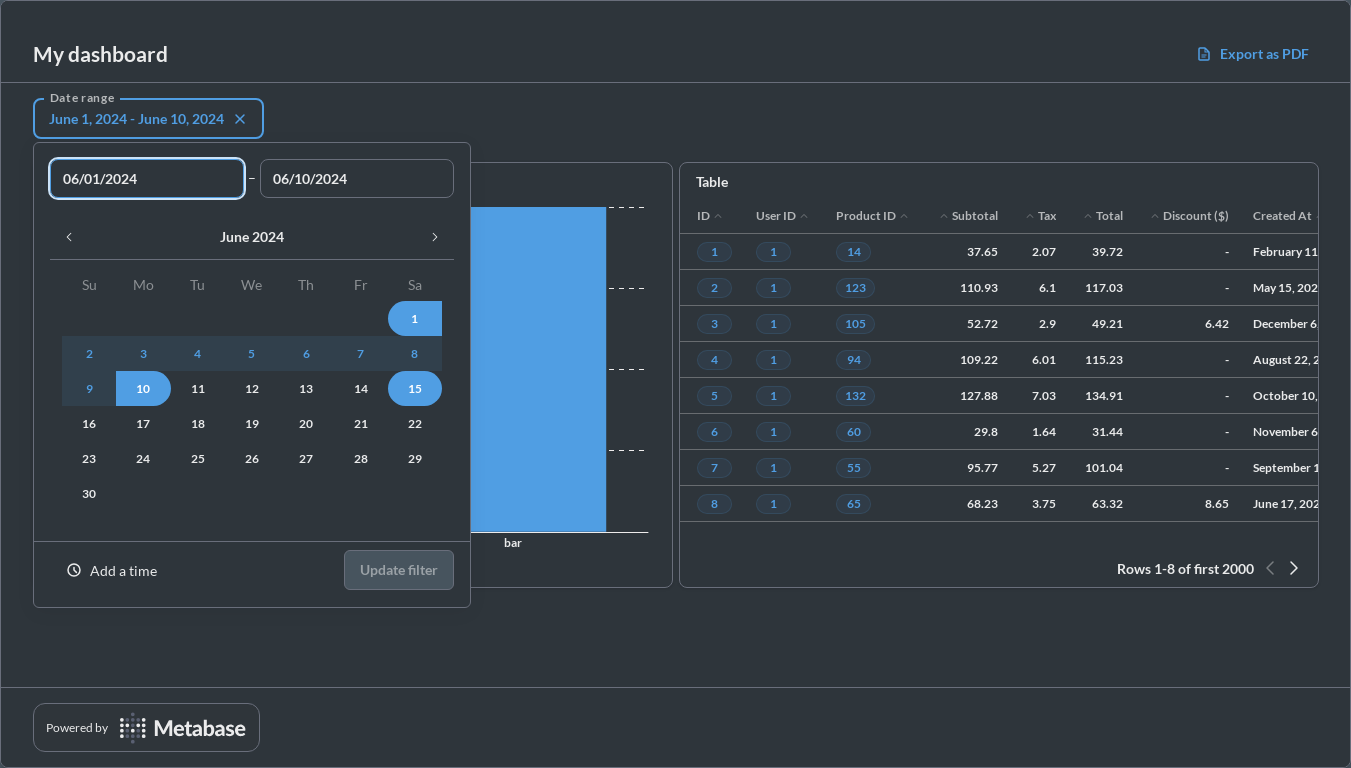 My dashboard
Export as PDF
Date range
June 1, 2024 - June 10, 2024
06/01/2024 – 06/10/2024
June 2024
Su Mo Tu We Th Fr Sa
1
2 3 4 5 6 7 8
9 10 11 12 13 14 15
16 17 18 19 20 21 22
23 24 25 26 27 28 29
30
Add a time
Update filter
bar
Table
ID User ID Product ID Subtotal Tax Total Discount ($) Created At
1 1 14 37.65 2.07 39.72 - February 11
2 1 123 110.93 6.1 117.03 - May 15, 202
3 1 105 52.72 2.9 49.21 6.42 December 6,
4 1 94 109.22 6.01 115.23 - August 22, 2
5 1 132 127.88 7.03 134.91 - October 10,
6 1 60 29.8 1.64 31.44 - November 6
7 1 55 95.77 5.27 101.04 - September 1
8 1 65 68.23 3.75 63.32 8.65 June 17, 202
Rows 1-8 of first 2000
Powered by Metabase